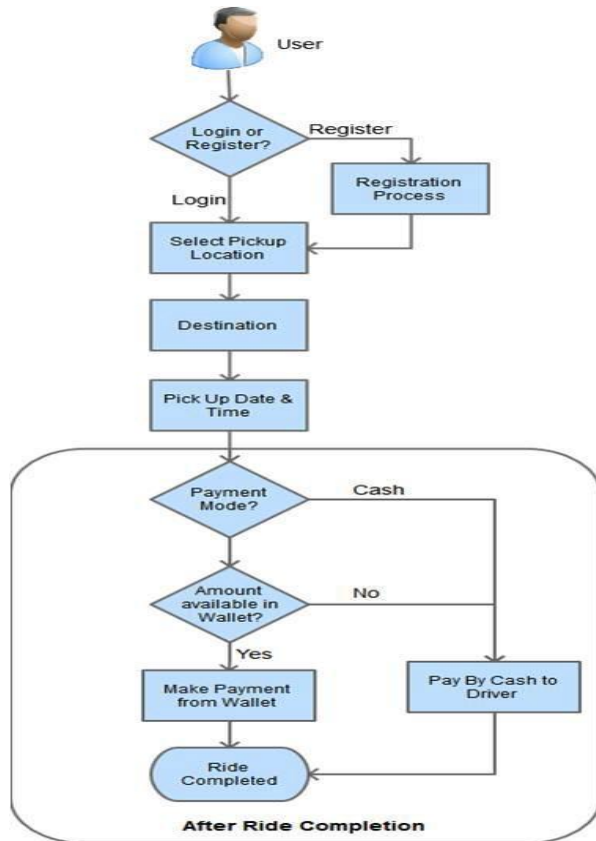 User
Login or
Register?
Register
Registration
Process
Login
Select Pickup
Location
Destination
Pick Up Date &
Time
Payment
Mode?
Cash
Amount
available in
Wallet?
No
Yes
Make Payment
from Wallet
Pay By Cash to
Driver
Ride
Completed
After Ride Completion